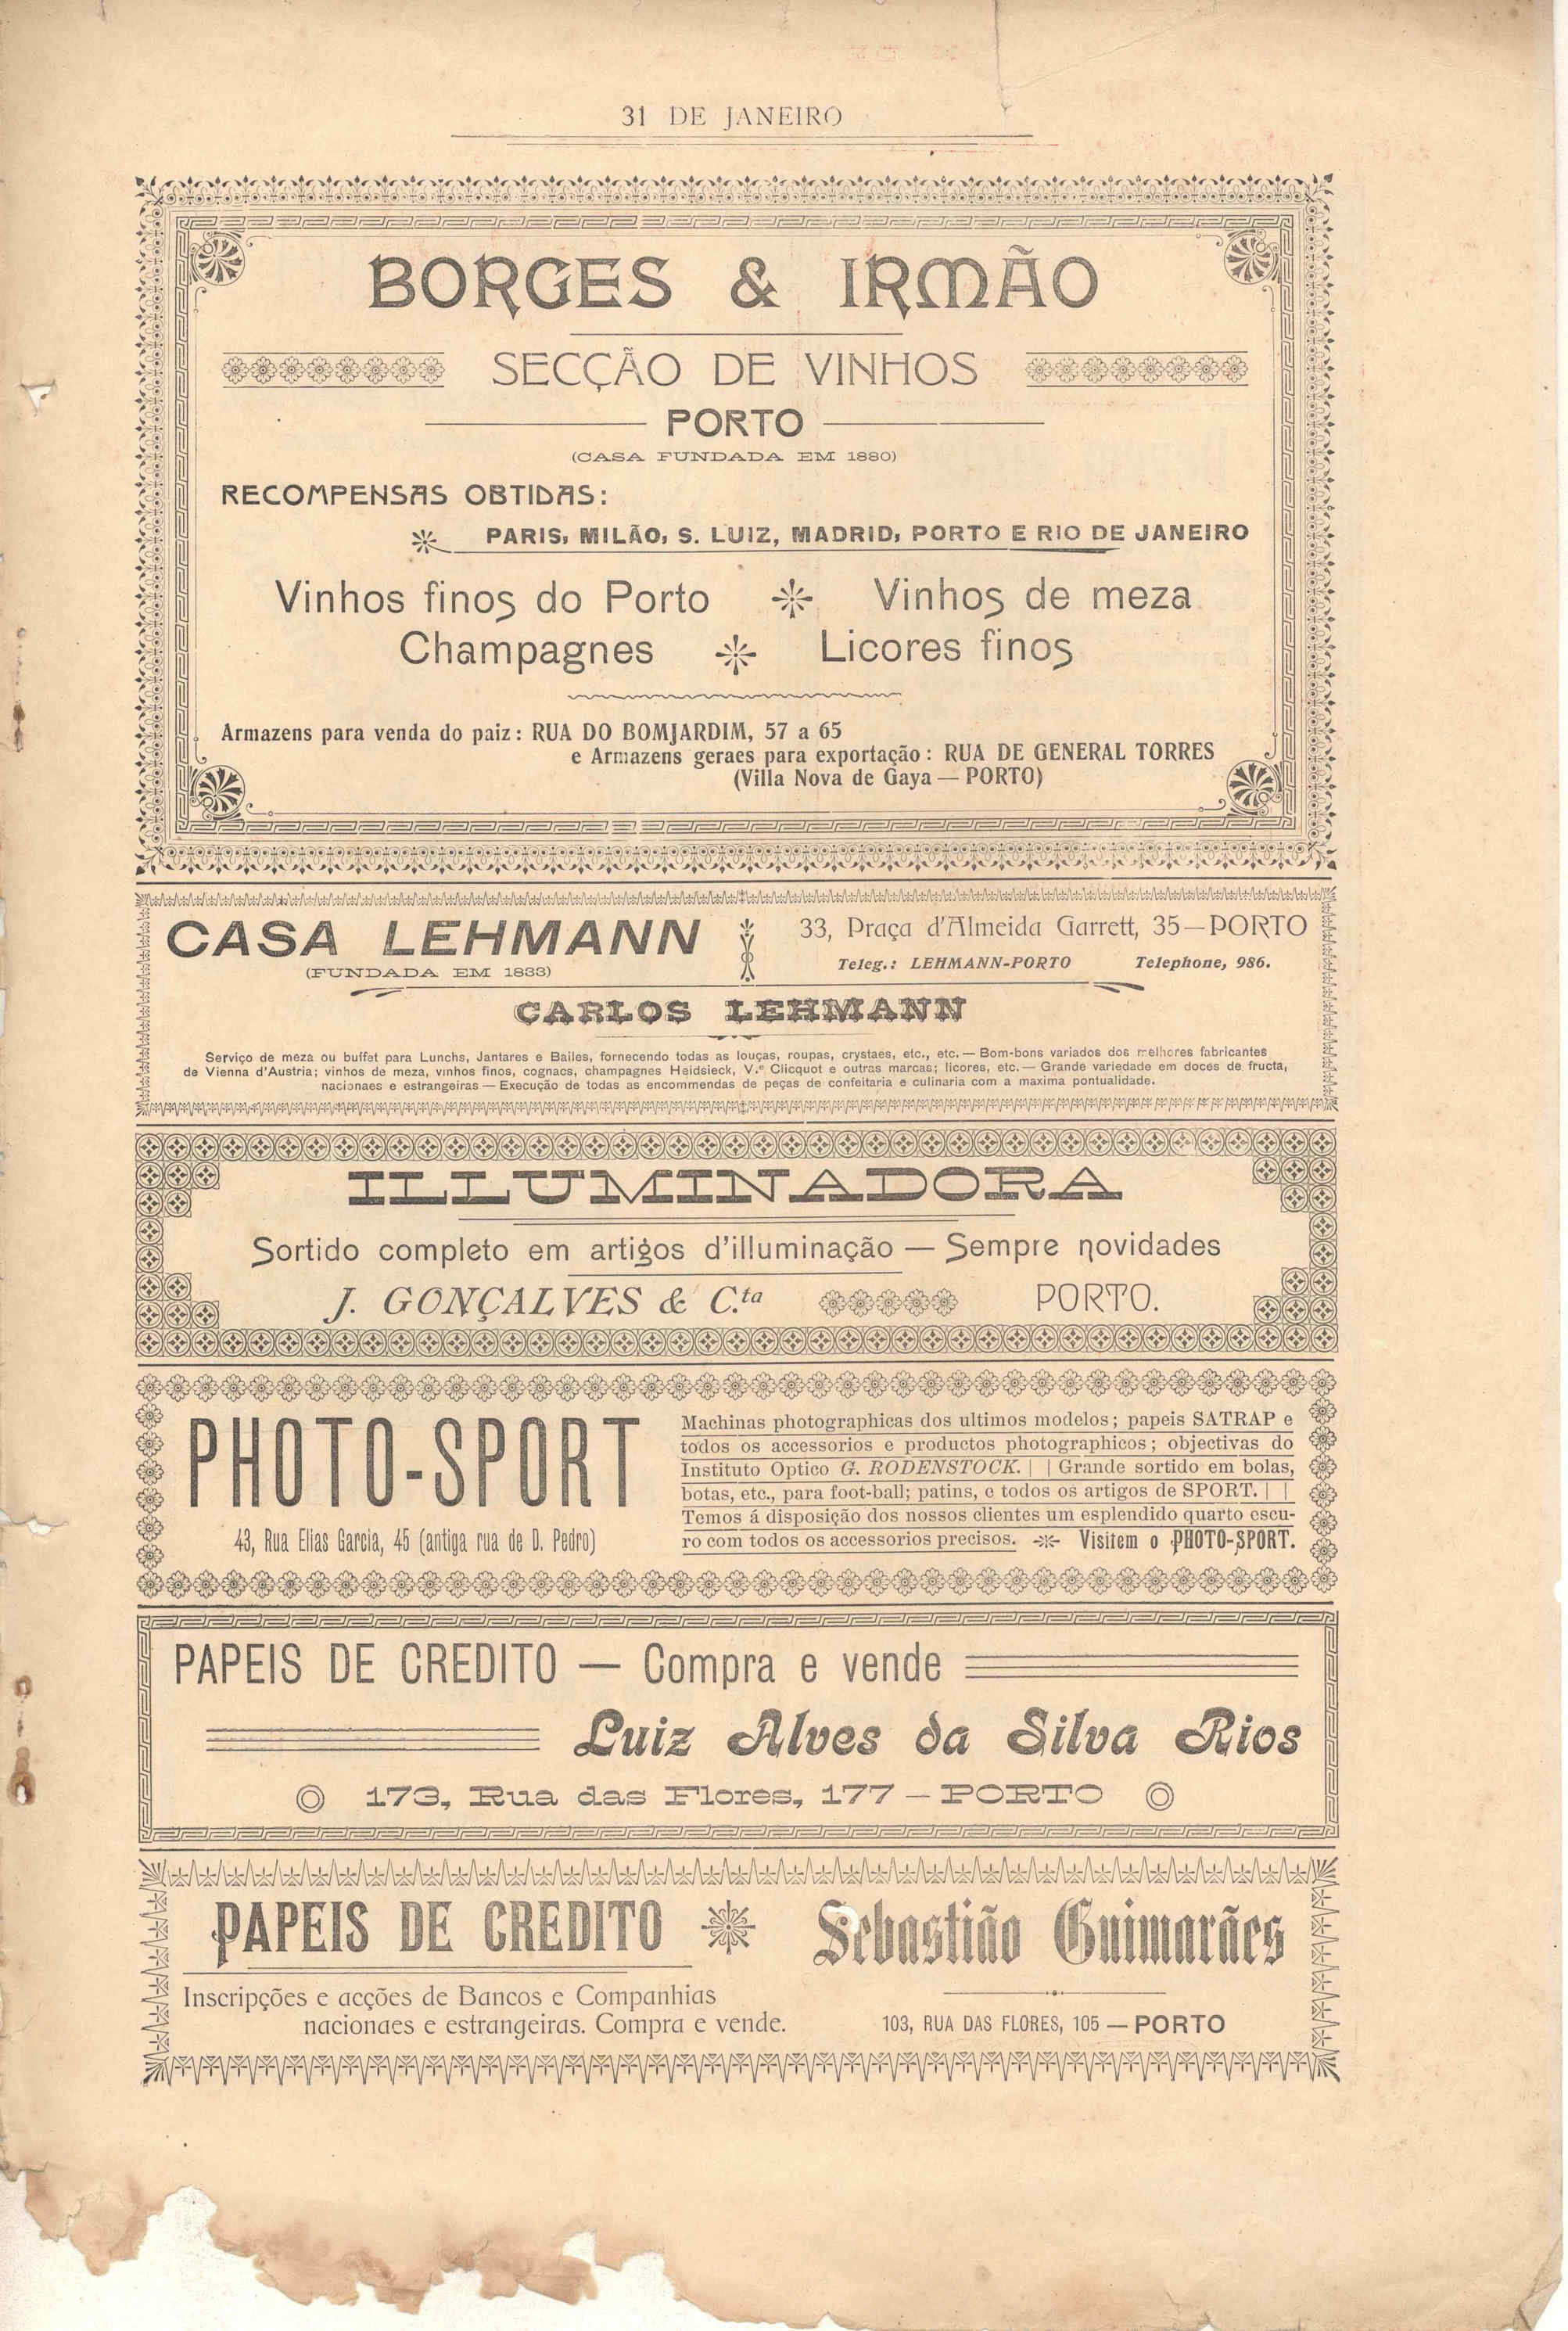 31 DE JANEIRO
BORGES & IRMÃO
SECÇÃO DE VINHOS
PORTO
(CASA FUNDADA EM 1880)
RECOMPENSAS OBTIDAS:
PARIS, MILÃO, S. LUIZ, MADRID, PORTO E RIO DE JANEIRO
Vinhos finos do Porto Vinhos de meza
Champagnes Licores finos
Armazens para venda do paiz: RUA DO BOMJARDIM, 57 a 65
e Armazens geraes para exportação: RUA DE GENERAL TORRES
(Villa Nova de Gaya — PORTO)
CASA LEHMANN
(FUNDADA EM 1833)
33, Praça d'Almeida Garrett, 35—PORTO
Teleg.: LEHMANN-PORTO Telephone, 986.
CARLOS LEHMANN
Serviço de meza ou buffet para Lunchs, Jantares e Bailes, fornecendo todas as louças, roupas, crystaes, etc., etc. — Bom-bons variados dos melhores fabricantes
de Vienna d'Austria; vinhos de meza, vinhos finos, cognacs, champagnes Heidsieck, V.e Clicquot e outras marcas; licores, etc. — Grande variedade em doces de fructa,
nacionaes e estrangeiras — Execução de todas as encommendas de peças de confeitaria e culinaria com a maxima pontualidade.
ILLUMINADORA
Sortido completo em artigos d'illuminação — Sempre novidades
J. GONÇALVES & C.ta PORTO.
PHOTO-SPORT
43, Rua Elias Garcia, 45 (antiga rua de D. Pedro)
Machinas photographicas dos ultimos modelos; papeis SATRAP e
todos os accessorios e productos photographicos; objectivas do
Instituto Optico G. RODENSTOCK. | | Grande sortido em bolas,
botas, etc., para foot-ball; patins, e todos os artigos de SPORT. | |
Temos á disposição dos nossos clientes um esplendido quarto escu-
ro com todos os accessorios precisos. Visitem o PHOTO-SPORT.
PAPEIS DE CREDITO — Compra e vende
Luiz Alves da Silva Rios
173, Rua das Flores, 177 — PORTO
PAPEIS DE CREDITO
Inscripções e acções de Bancos e Companhias
nacionaes e estrangeiras. Compra e vende.
Sebastião Guimarães
103, RUA DAS FLORES, 105 — PORTO